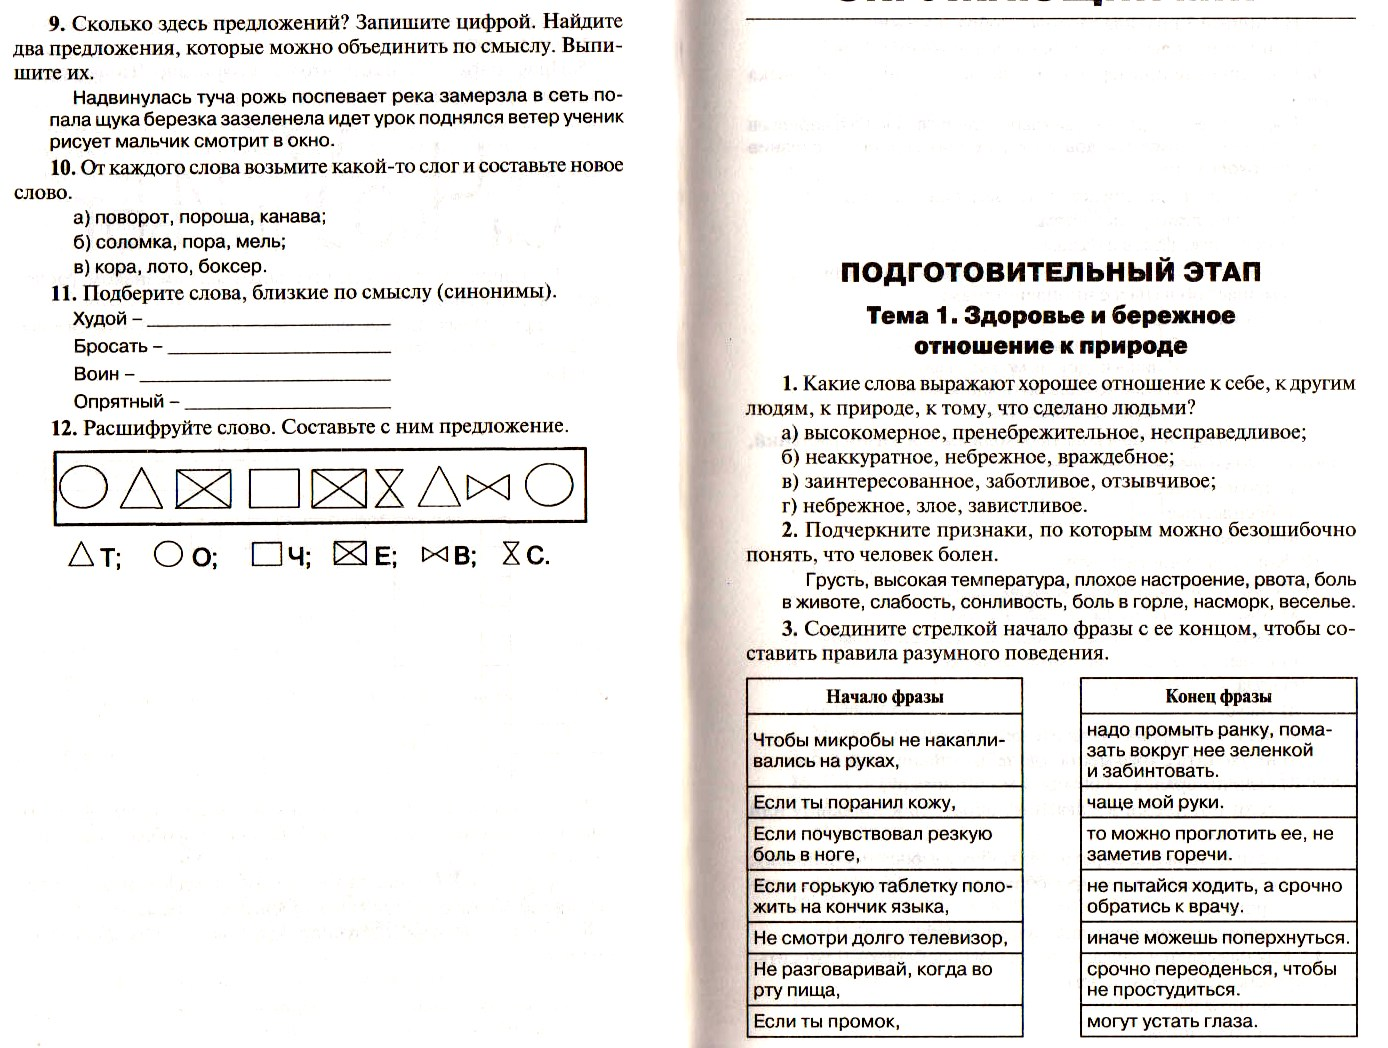 9. Сколько здесь предложений? Запишите цифрой. Найдите
два предложения, которые можно объединить по смыслу. Выпи-
шите их.
Надвинулась туча рожь поспевает река замерзла в сеть по-
пала щука березка зазеленела идет урок поднялся ветер ученик
рисует мальчик смотрит в окно.
10. От каждого слова возьмите какой-то слог и составьте новое
слово.
а) поворот, пороша, канава;
б) соломка, пора, мель;
в) кора, лото, боксер.
11. Подберите слова, близкие по смыслу (синонимы).
Худой –
Бросать –
Воин –
Опрятный –
12. Расшифруйте слово. Составьте с ним предложение.
Т; О; Ч; Е; В; С.
ПОДГОТОВИТЕЛЬНЫЙ ЭТАП
Тема 1. Здоровье и бережное
отношение к природе
1. Какие слова выражают хорошее отношение к себе, к другим
людям, к природе, к тому, что сделано людьми?
а) высокомерное, пренебрежительное, несправедливое;
б) неаккуратное, небрежное, враждебное;
в) заинтересованное, заботливое, отзывчивое;
г) небрежное, злое, завистливое.
2. Подчеркните признаки, по которым можно безошибочно
понять, что человек болен.
Грусть, высокая температура, плохое настроение, рвота, боль
в животе, слабость, сонливость, боль в горле, насморк, веселье.
3. Соедините стрелкой начало фразы с ее концом, чтобы со-
ставить правила разумного поведения.
Начало фразы
Чтобы микробы не накапли-
вались на руках,
Если ты поранил кожу,
Если почувствовал резкую
боль в ноге,
Если горькую таблетку поло-
жить на кончик языка,
Не смотри долго телевизор,
Не разговаривай, когда во
рту пища,
Если ты промок,
Конец фразы
надо промыть ранку, пома-
зать вокруг нее зеленкой
и забинтовать.
чаще мой руки.
то можно проглотить ее, не
заметив горечи.
не пытайся ходить, а срочно
обратись к врачу.
иначе можешь поперхнуться.
срочно переоденься, чтобы
не простудиться.
могут устать глаза.